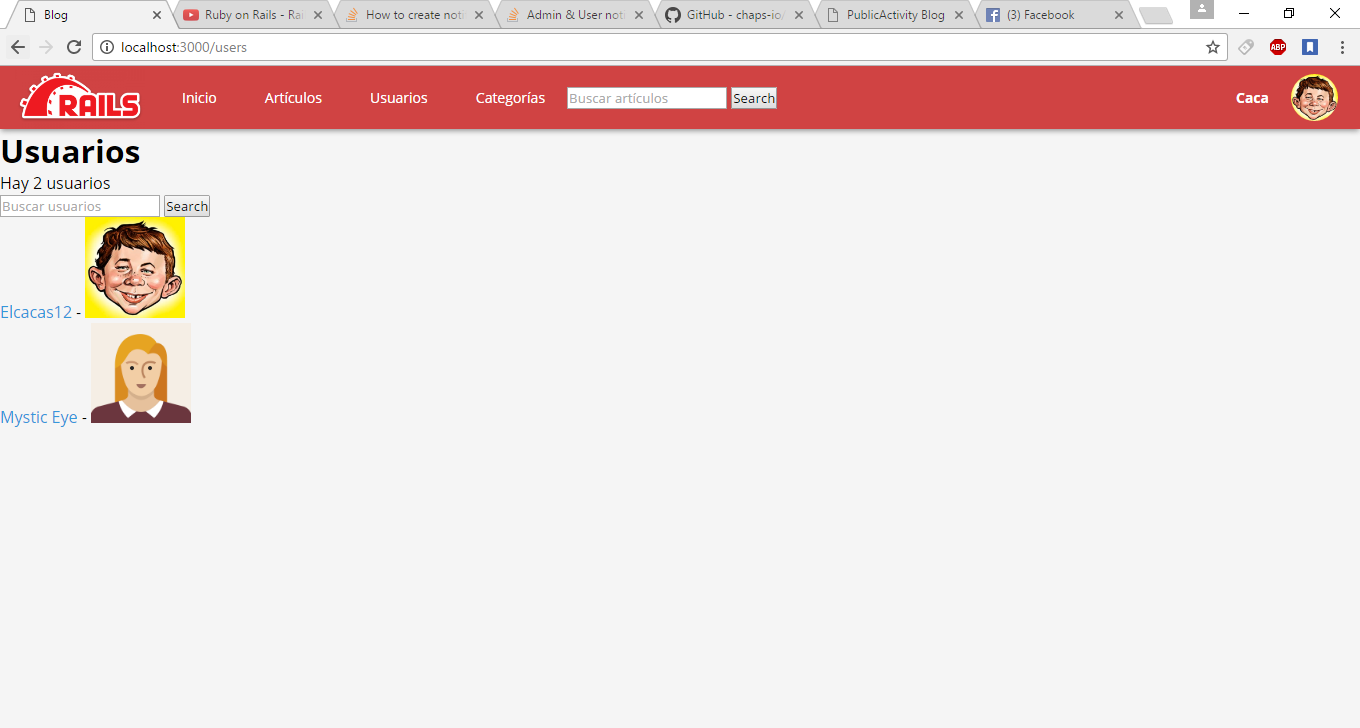 Blog Ruby on Rails - Rai How to create noti Admin & User noti GitHub - chaps-io/ PublicActivity Blog (3) Facebook
localhost:3000/users ABP
RAILS Inicio Artículos Usuarios Categorías Buscar artículos Search Caca
Usuarios
Hay 2 usuarios
Buscar usuarios Search
Elcacas12 -
Mystic Eye -